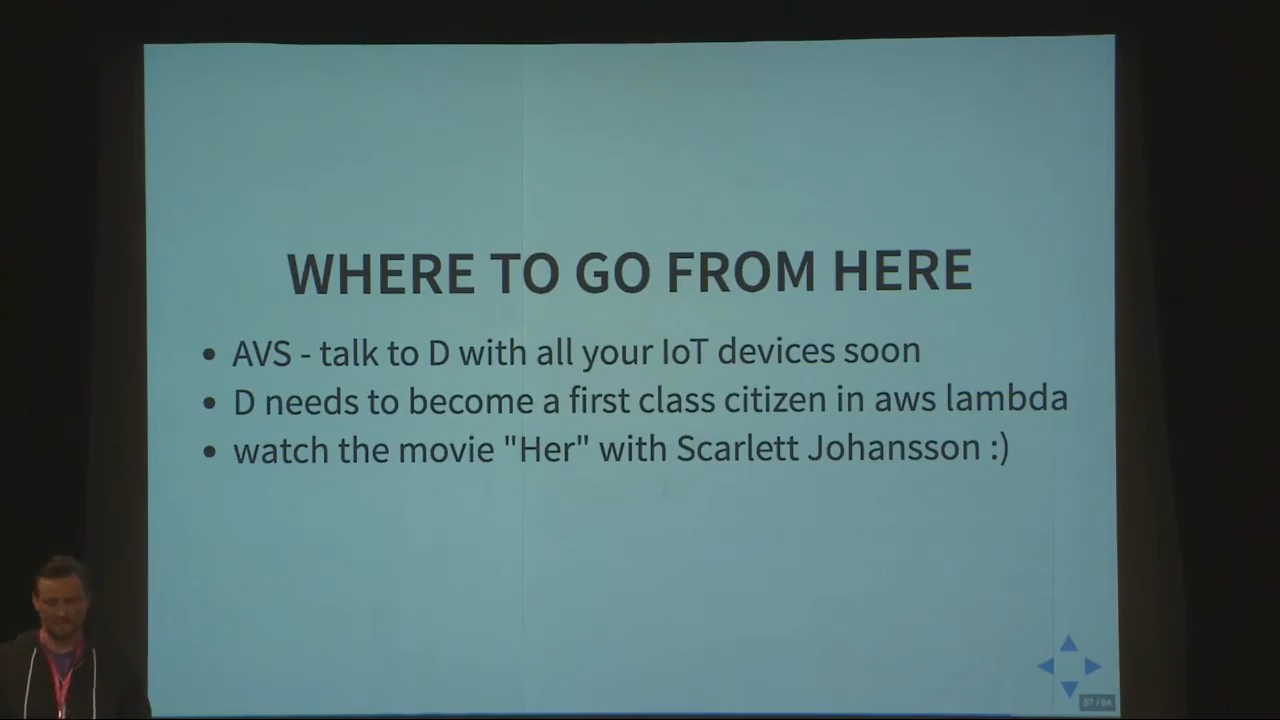 WHERE TO GO FROM HERE
AVS - talk to D with all your IoT devices soon
D needs to become a first class citizen in aws lambda
watch the movie "Her" with Scarlett Johansson :)